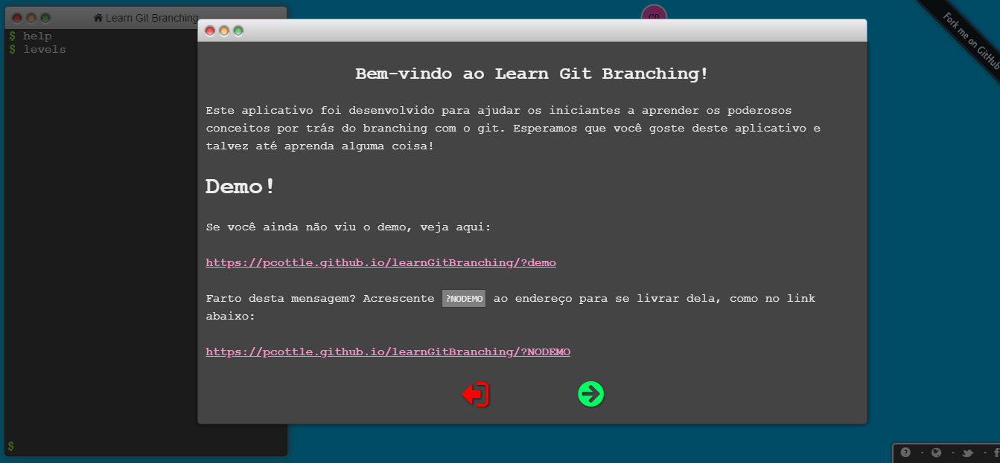 Learn Git Branching
$ help
$ levels
C0
Fork me on GitHub
Bem-vindo ao Learn Git Branching!
Este aplicativo foi desenvolvido para ajudar os iniciantes a aprender os poderosos
conceitos por trás do branching com o git. Esperamos que você goste deste aplicativo e
talvez até aprenda alguma coisa!
Demo!
Se você ainda não viu o demo, veja aqui:
https://pcottle.github.io/learnGitBranching/?demo
Farto desta mensagem? Acrescente ?NODEMO ao endereço para se livrar dela, como no link
abaixo:
https://pcottle.github.io/learnGitBranching/?NODEMO
$